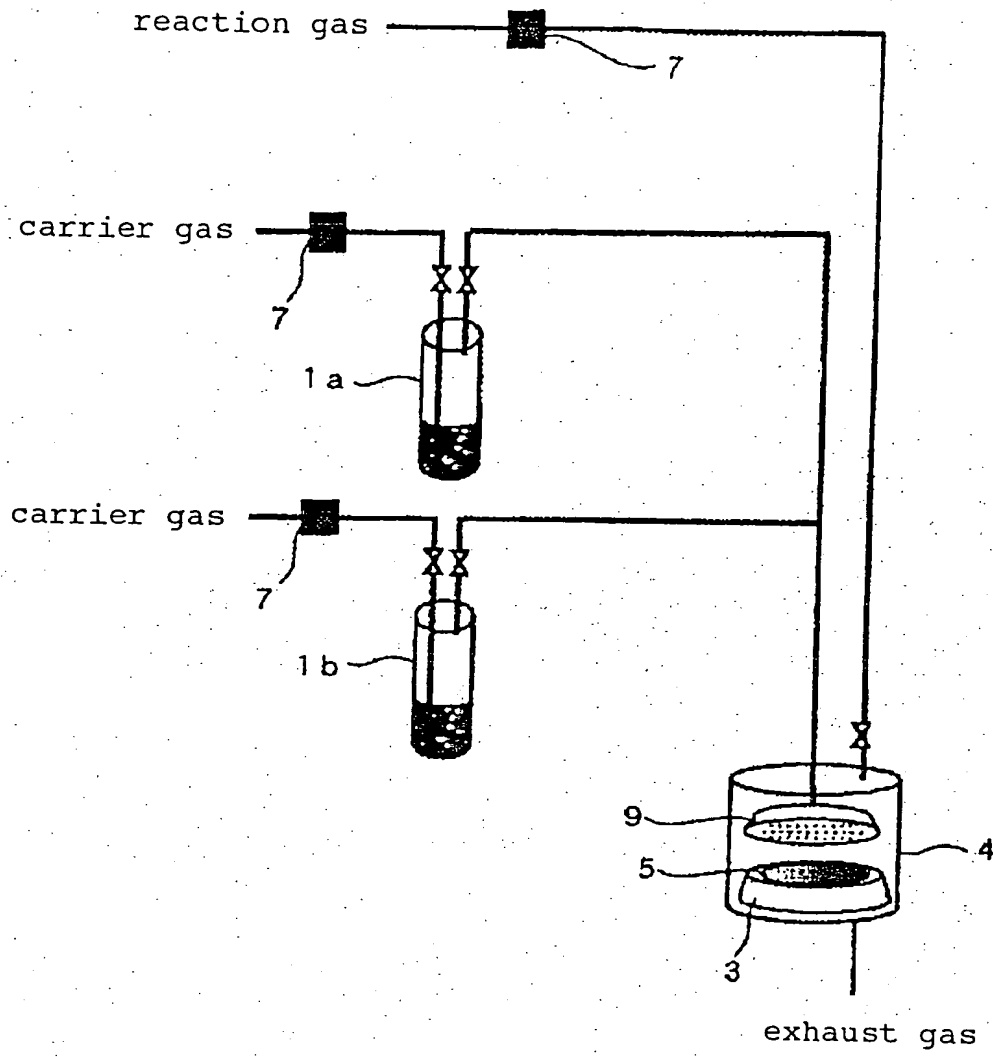 reaction gas
7
carrier gas
7
1a
carrier gas
7
1b
9
4
5
3
exhaust gas